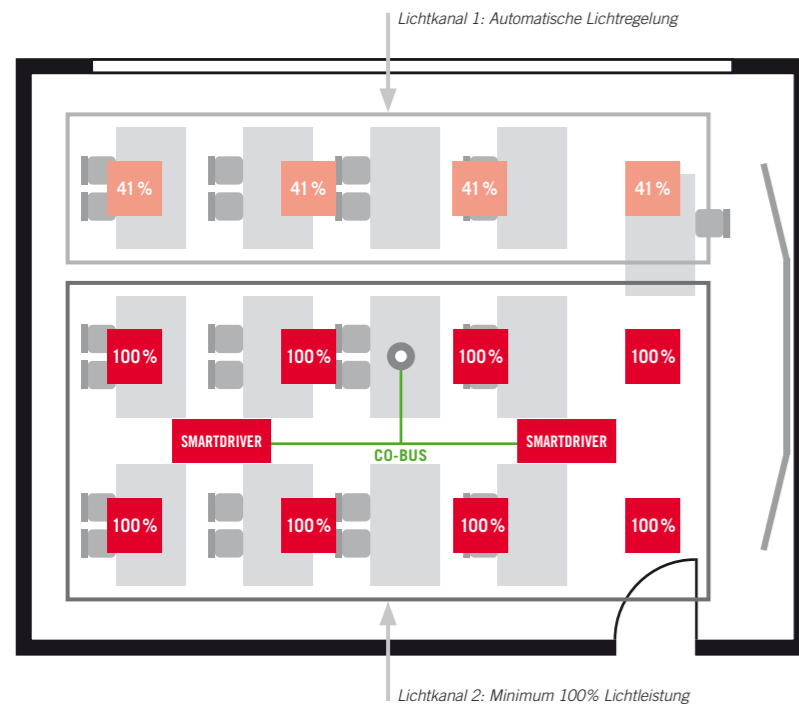 Lichtkanal 1: Automatische Lichtregelung
41 % 41 % 41 % 41 %
100 % 100 % 100 % 100 %
SMARTDRIVER SMARTDRIVER
CO-BUS
100 % 100 % 100 % 100 %
Lichtkanal 2: Minimum 100% Lichtleistung